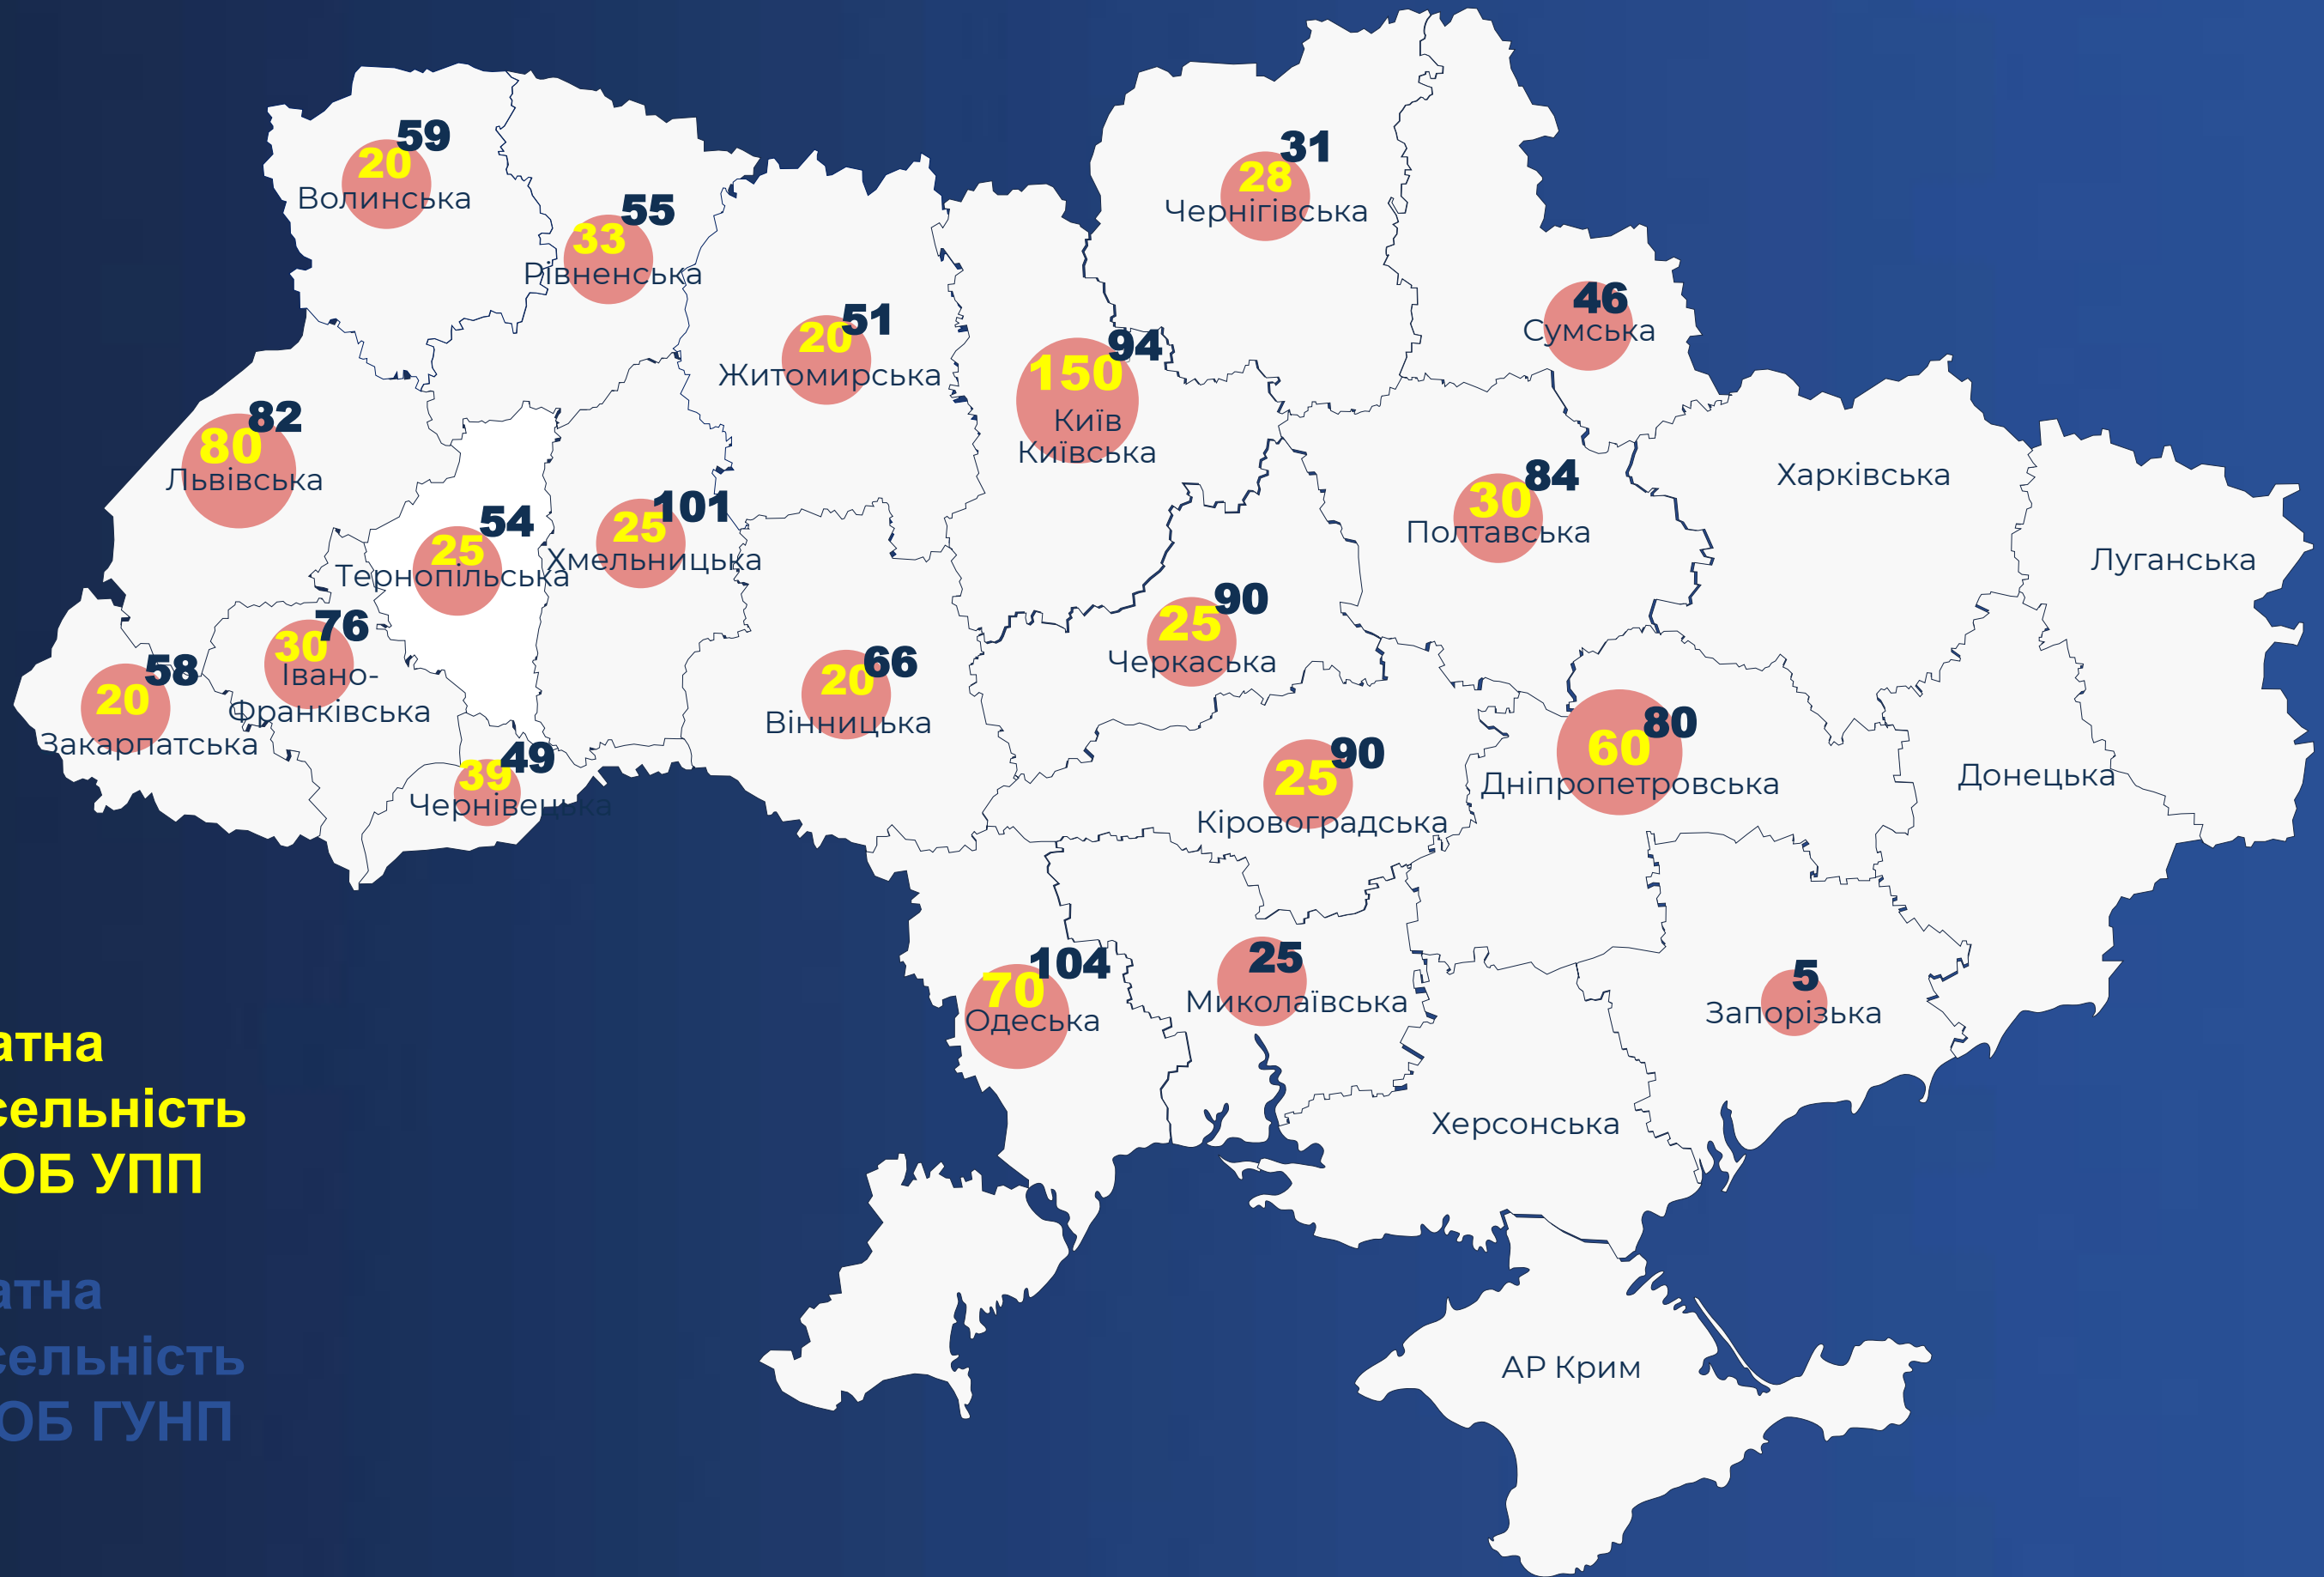 59
20
Волинська
55
33
Рівненська
31
28
Чернігівська
46
Сумська
51
20
Житомирська
94
150
Київ
Київська
82
80
Львівська
54
25
Тернопільська
101
25
Хмельницька
84
30
Полтавська
Харківська
Луганська
76
30
Івано-
Франківська
58
20
Закарпатська
49
39
Чернівецька
66
20
Вінницька
90
25
Черкаська
90
25
Кіровоградська
80
60
Дніпропетровська
Донецька
104
70
Одеська
25
Миколаївська
5
Запорізька
Херсонська
АР Крим
атна
сельність
ОБ УПП
атна
сельність
ОБ ГУНП